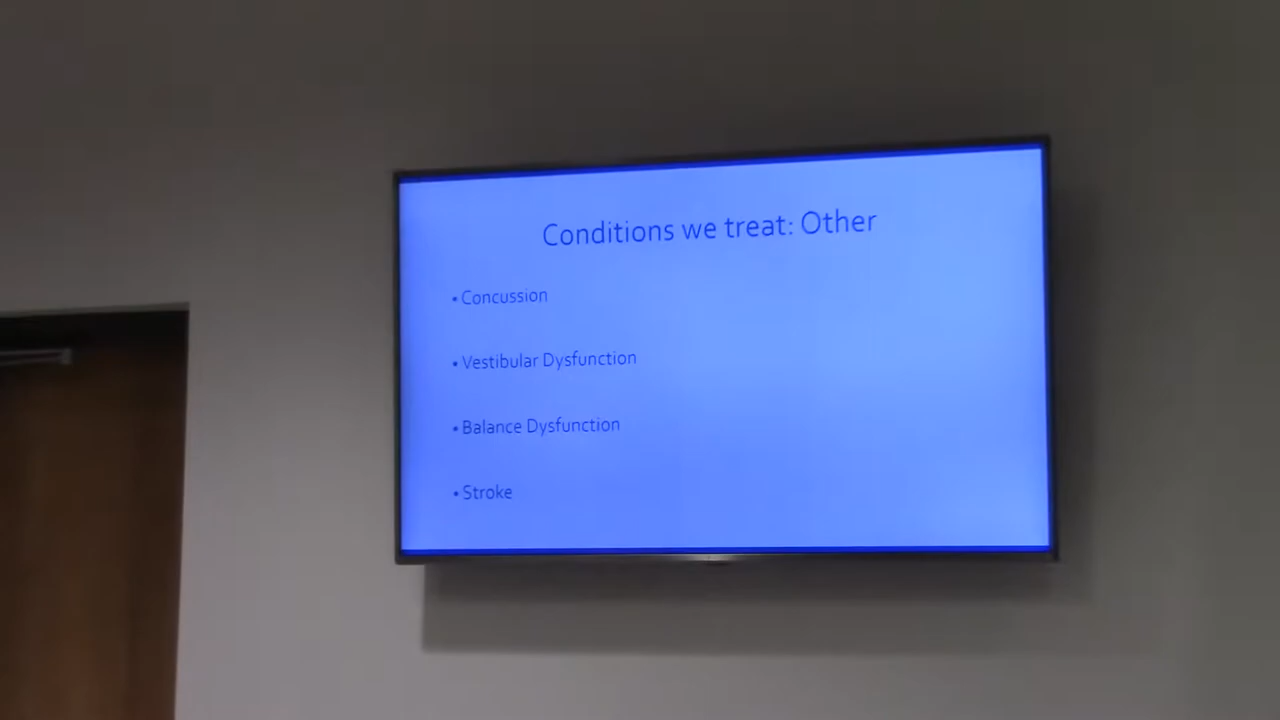 Conditions we treat: Other
• Concussion
• Vestibular Dysfunction
• Balance Dysfunction
• Stroke